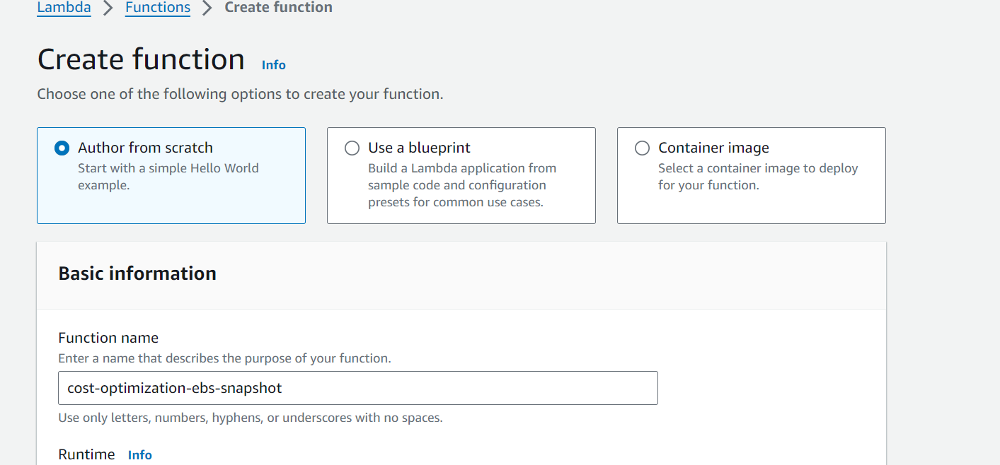 Lambda > Functions > Create function
Create function Info
Choose one of the following options to create your function.
Author from scratch
Start with a simple Hello World
example.
Use a blueprint
Build a Lambda application from
sample code and configuration
presets for common use cases.
Container image
Select a container image to deploy
for your function.
Basic information
Function name
Enter a name that describes the purpose of your function.
cost-optimization-ebs-snapshot
Use only letters, numbers, hyphens, or underscores with no spaces.
Runtime Info